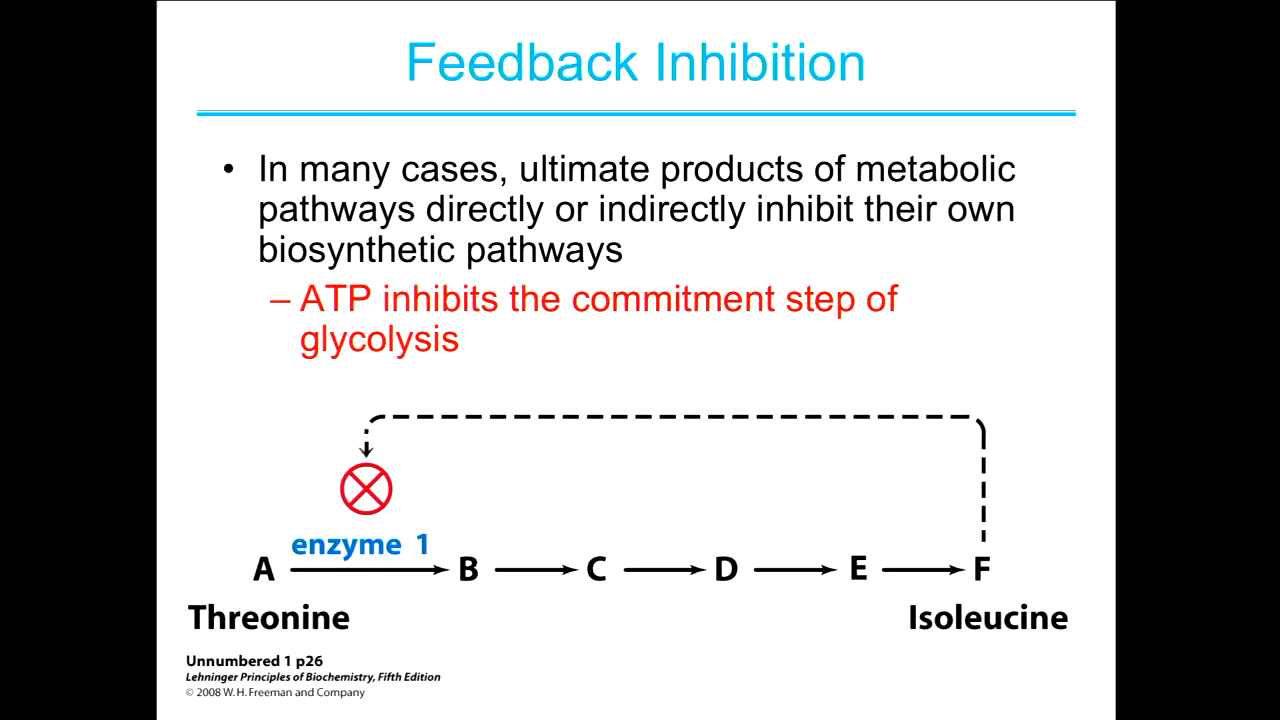 Feedback Inhibition
• In many cases, ultimate products of metabolic
pathways directly or indirectly inhibit their own
biosynthetic pathways
– ATP inhibits the commitment step of
glycolysis
enzyme 1
A B C D E F
Threonine Isoleucine
Unnumbered 1 p26
Lehninger Principles of Biochemistry, Fifth Edition
© 2008 W. H. Freeman and Company